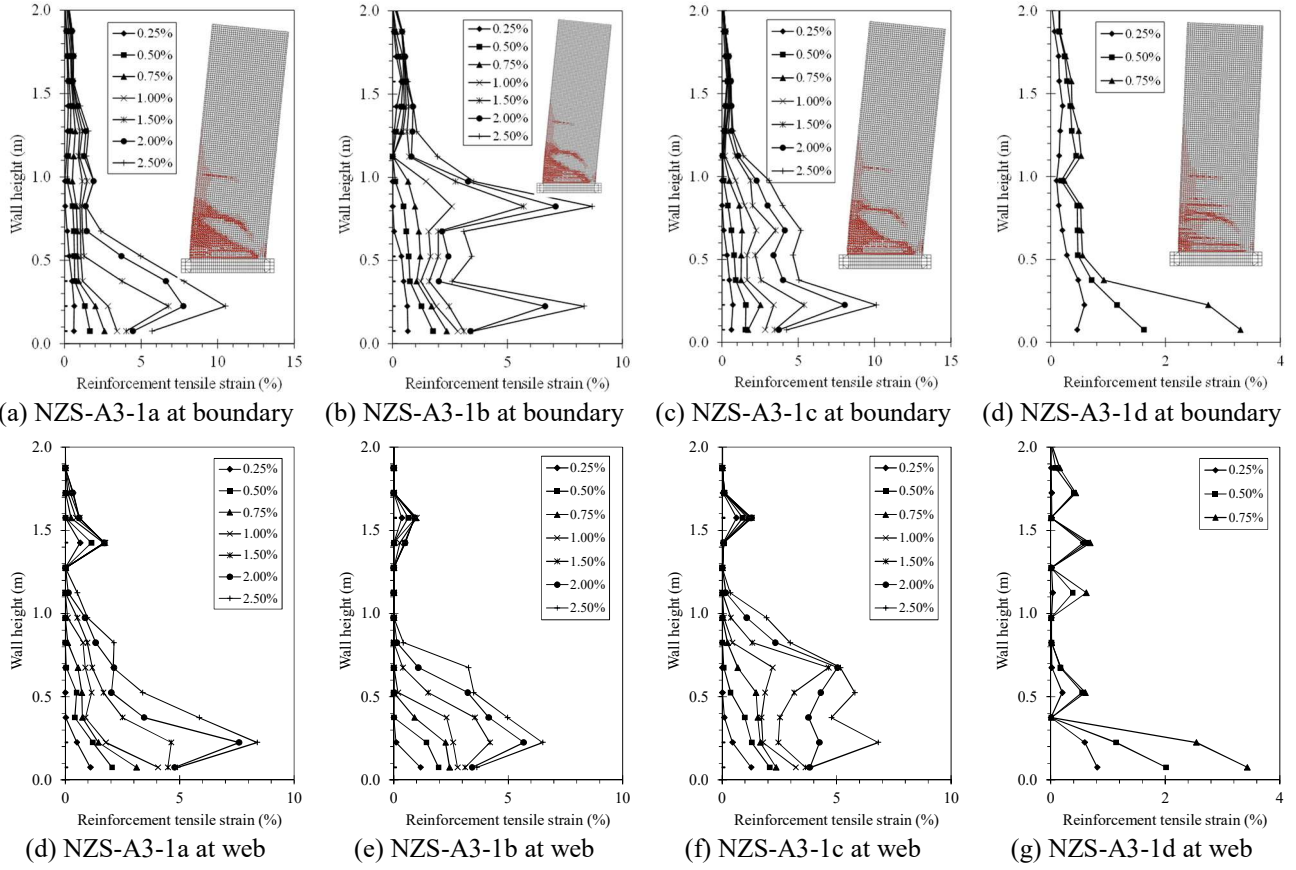 2.0
1.5
1.0
0.5
0.0
Wall height (m)
0.25%
0.50%
0.75%
1.00%
1.50%
2.00%
2.50%
0 5 10 15
Reinforcement tensile strain (%)
(a) NZS-A3-1a at boundary
2.0
1.5
1.0
0.5
0.0
Wall height (m)
0.25%
0.50%
0.75%
1.00%
1.50%
2.00%
2.50%
0 5 10
Reinforcement tensile strain (%)
(b) NZS-A3-1b at boundary
2.0
1.5
1.0
0.5
0.0
Wall height (m)
0.25%
0.50%
0.75%
1.00%
1.50%
2.00%
2.50%
0 5 10 15
Reinforcement tensile strain (%)
(c) NZS-A3-1c at boundary
2.0
1.5
1.0
0.5
0.0
Wall height (m)
0.25%
0.50%
0.75%
0 2 4
Reinforcement tensile strain (%)
(d) NZS-A3-1d at boundary
2.0
1.5
1.0
0.5
0.0
Wall height (m)
0.25%
0.50%
0.75%
1.00%
1.50%
2.00%
2.50%
0 5 10
Reinforcement tensile strain (%)
(d) NZS-A3-1a at web
2.0
1.5
1.0
0.5
0.0
Wall height (m)
0.25%
0.50%
0.75%
1.00%
1.50%
2.00%
2.50%
0 5 10
Reinforcement tensile strain (%)
(e) NZS-A3-1b at web
2.0
1.5
1.0
0.5
0.0
Wall height (m)
0.25%
0.50%
0.75%
1.00%
1.50%
2.00%
2.50%
0 5 10
Reinforcement tensile strain (%)
(f) NZS-A3-1c at web
2.0
1.5
1.0
0.5
0.0
Wall height (m)
0.25%
0.50%
0.75%
0 2 4
Reinforcement tensile strain (%)
(g) NZS-A3-1d at web